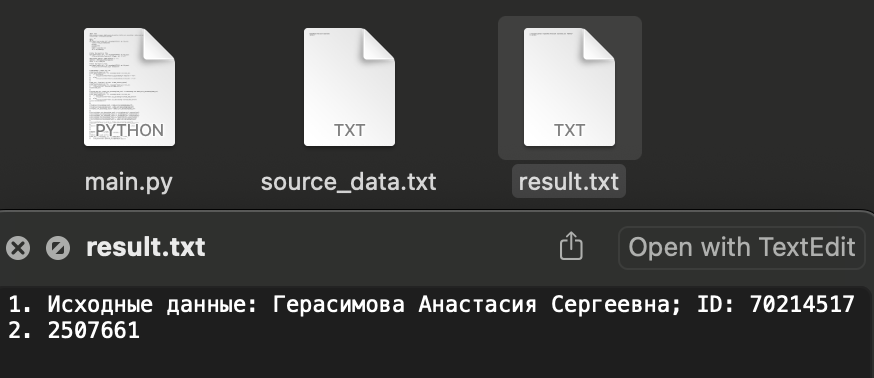 PYTHON
TXT
TXT
main.py
source_data.txt
result.txt
result.txt
Open with TextEdit
1. Исходные данные: Герасимова Анастасия Сергеевна; ID: 70214517
2. 2507661